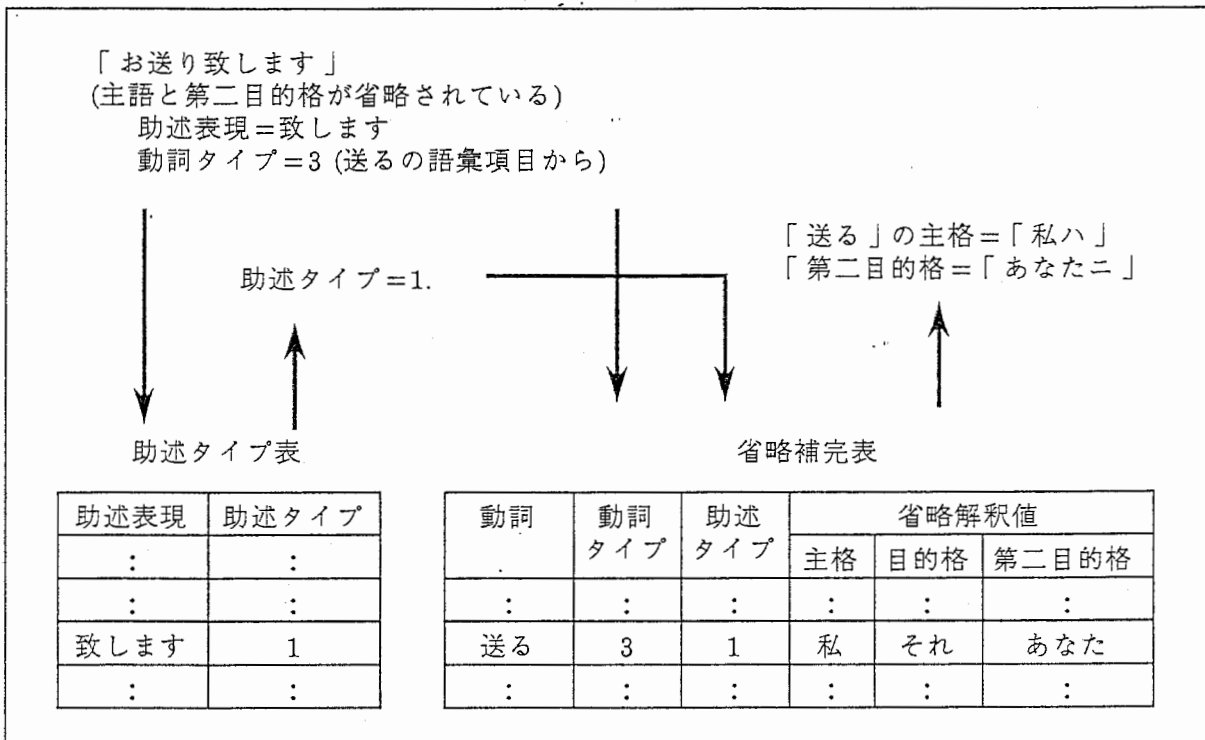 「お送り致します」
(主語と第二目的格が省略されている)
助述表現=致します
動詞タイプ=3 (送るの語彙項目から)
「送る」の主格=「私ハ」
「第二目的格=「あなたニ」
助述タイプ=1.
助述タイプ表
省略補完表
助述表現 助述タイプ
: :
: :
致します 1
: :
動詞 動詞タイプ 助述タイプ 省略解釈値
主格 目的格 第二目的格
: : : : : :
送る 3 1 私 それ あなた
: : : : : :